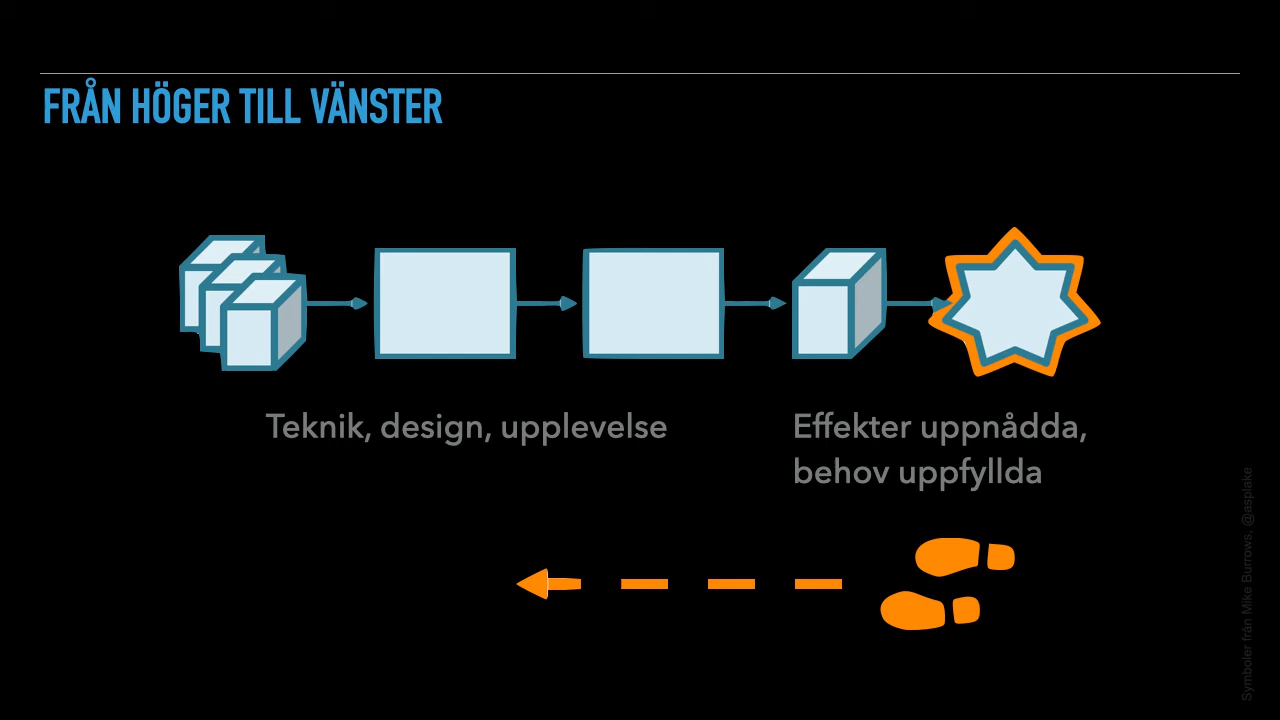 FRÅN HÖGER TILL VÄNSTER
Teknik, design, upplevelse
Effekter uppnådda,
behov uppfyllda
Symboler från Mike Burrows, @asplake